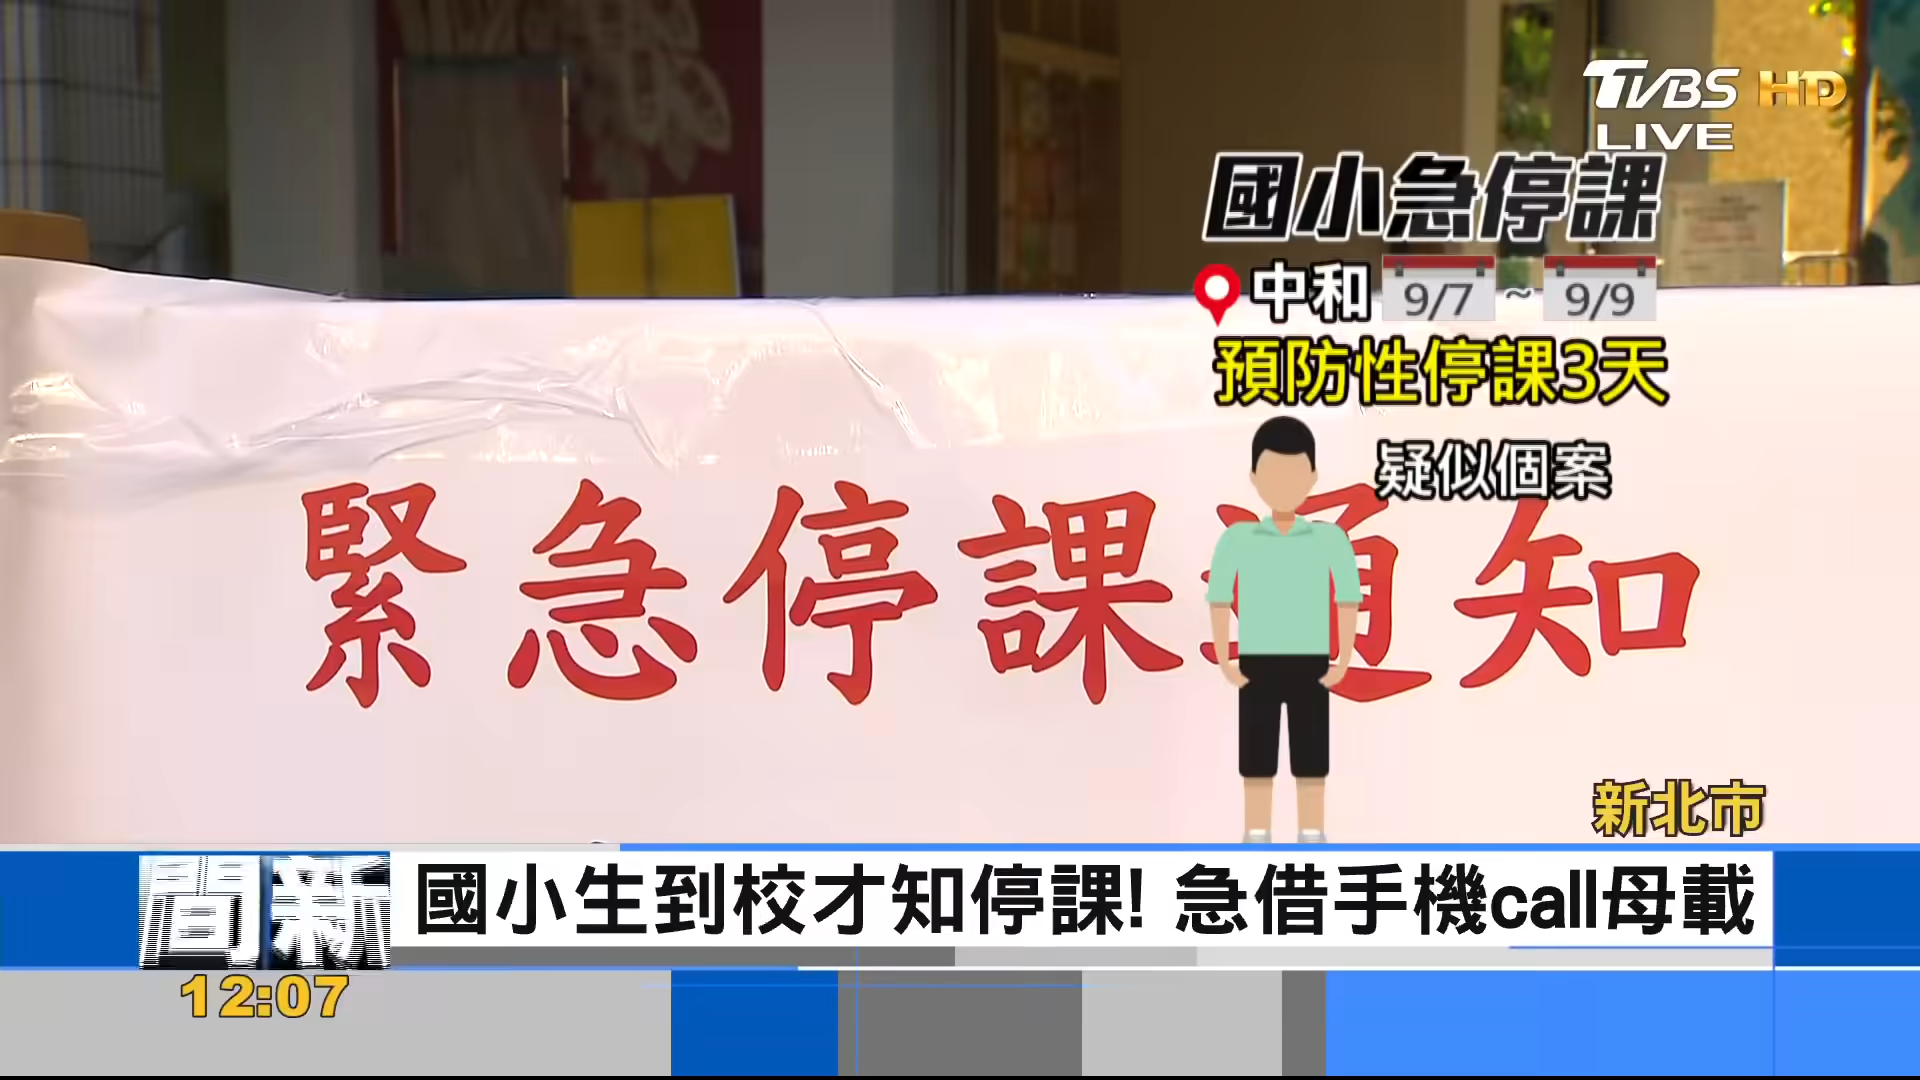 TVBS HD
LIVE
國小急停課
中和 9/7 ~ 9/9
預防性停課3天
疑似個案
緊急停課通知
新北市
間新
國小生到校才知停課! 急借手機call母載
12:07